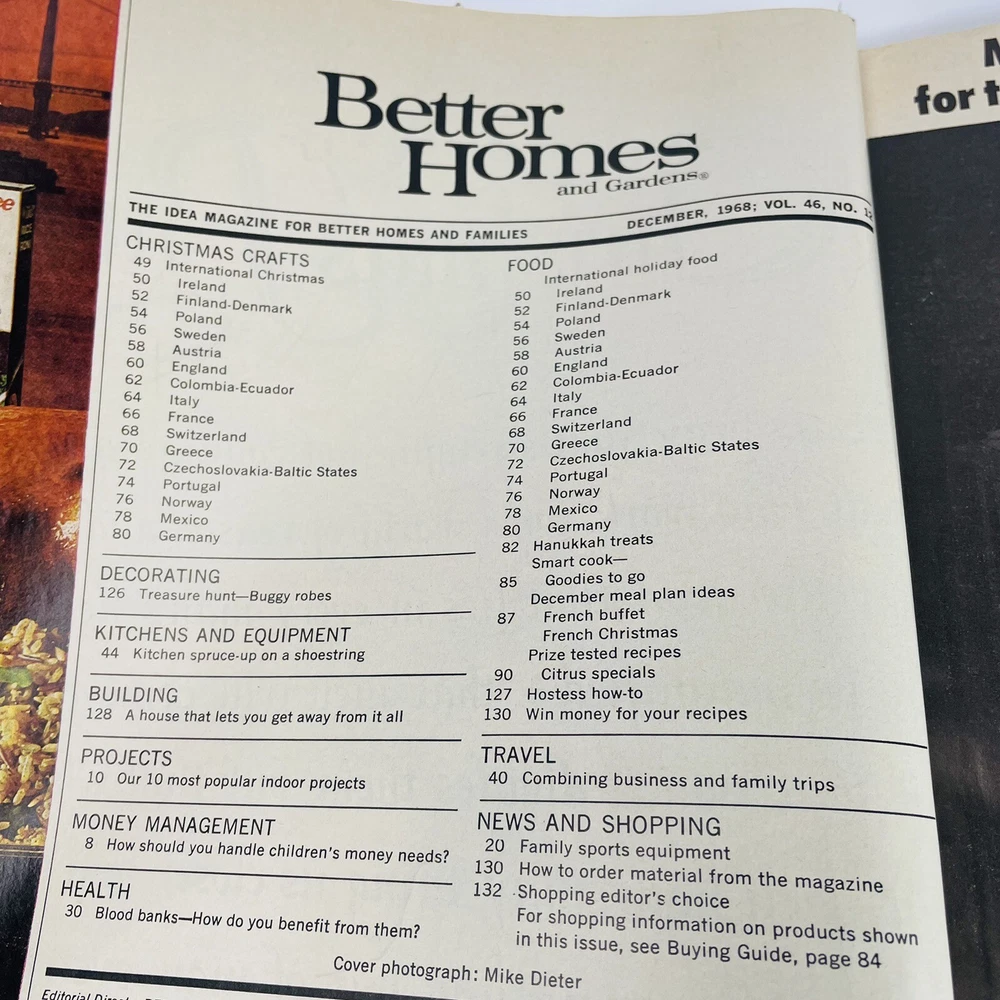 Better
Homes
and Gardens®
THE IDEA MAGAZINE FOR BETTER HOMES AND FAMILIES
DECEMBER, 1968; VOL. 46, NO. 12
CHRISTMAS CRAFTS
49 International Christmas
50 Ireland
52 Finland-Denmark
54 Poland
56 Sweden
58 Austria
60 England
62 Colombia-Ecuador
64 Italy
66 France
68 Switzerland
70 Greece
72 Czechoslovakia-Baltic States
74 Portugal
76 Norway
78 Mexico
80 Germany
DECORATING
126 Treasure hunt—Buggy robes
KITCHENS AND EQUIPMENT
44 Kitchen spruce-up on a shoestring
BUILDING
128 A house that lets you get away from it all
PROJECTS
10 Our 10 most popular indoor projects
MONEY MANAGEMENT
8 How should you handle children's money needs?
HEALTH
30 Blood banks—How do you benefit from them?
FOOD
International holiday food
50 Ireland
52 Finland-Denmark
54 Poland
56 Sweden
58 Austria
60 England
62 Colombia-Ecuador
64 Italy
66 France
68 Switzerland
70 Greece
72 Czechoslovakia-Baltic States
74 Portugal
76 Norway
78 Mexico
80 Germany
82 Hanukkah treats
Smart cook—
85 Goodies to go
December meal plan ideas
87 French buffet
French Christmas
Prize tested recipes
90 Citrus specials
127 Hostess how-to
130 Win money for your recipes
TRAVEL
40 Combining business and family trips
NEWS AND SHOPPING
20 Family sports equipment
130 How to order material from the magazine
132 Shopping editor's choice
For shopping information on products shown
in this issue, see Buying Guide, page 84
Cover photograph: Mike Dieter
Editorial
for